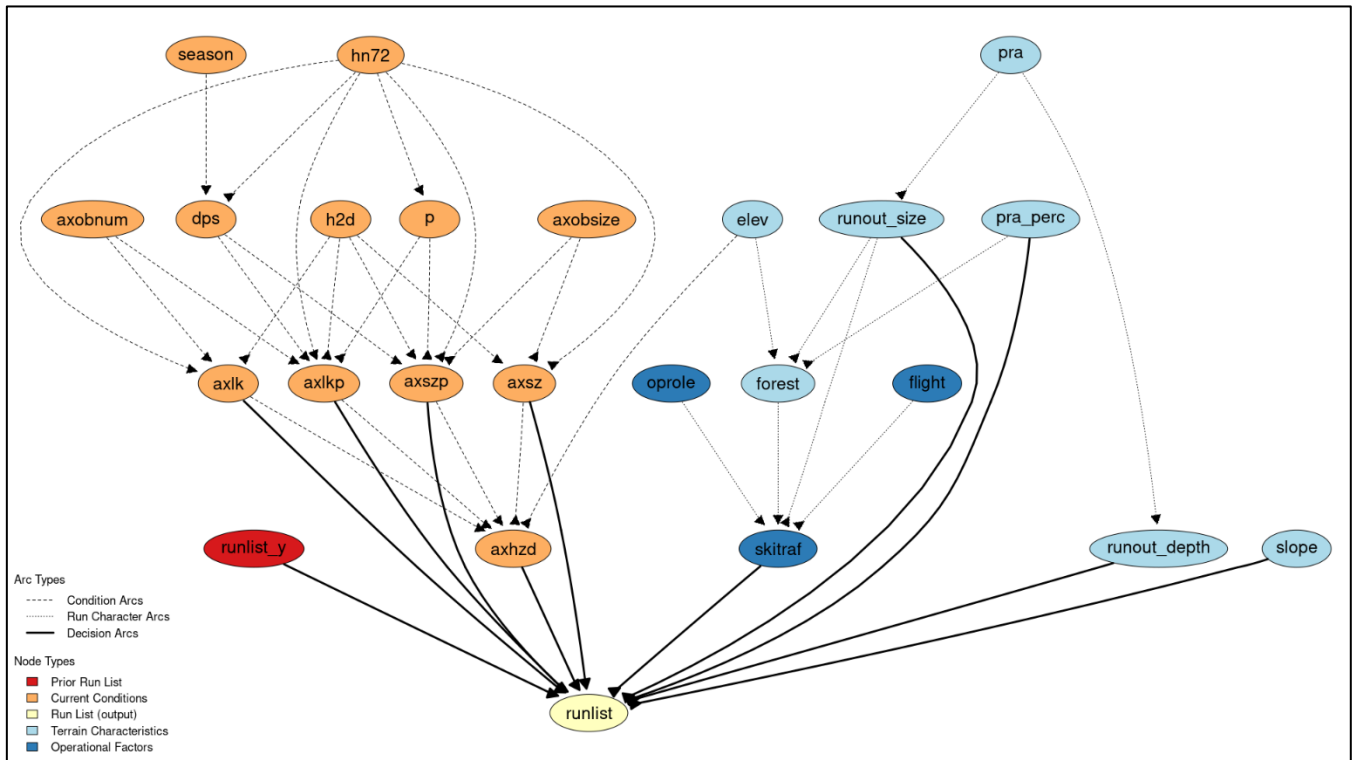 season
hn72
pra
axobnum
dps
h2d
p
axobsize
elev
runout_size
pra_perc
axlk
axlkp
axszp
axsz
oprole
forest
flight
runlist_y
axhzd
skitraf
runout_depth
slope
Arc Types
Condition Arcs
Run Character Arcs
Decision Arcs
Node Types
Prior Run List
Current Conditions
Run List (output)
Terrain Characteristics
Operational Factors
runlist